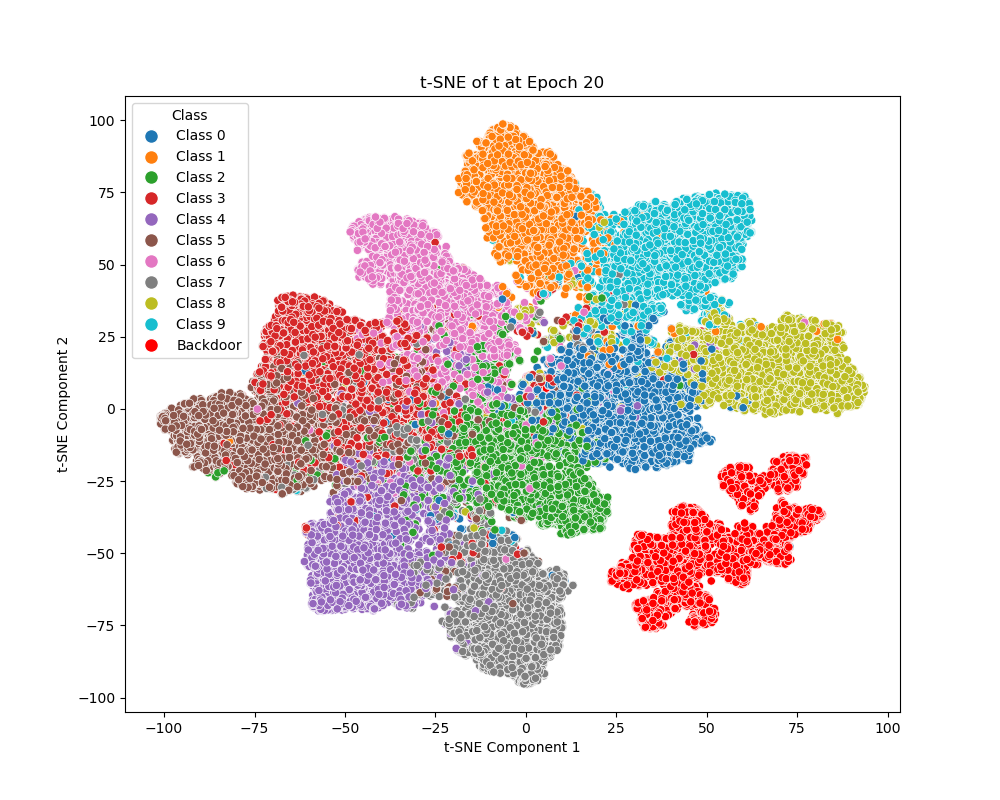 t-SNE of t at Epoch 20
Class
Class 0
Class 1
Class 2
Class 3
Class 4
Class 5
Class 6
Class 7
Class 8
Class 9
Backdoor
100
75
50
25
0
−25
−50
−75
−100
t-SNE Component 2
−100
−75
−50
−25
0
25
50
75
100
t-SNE Component 1